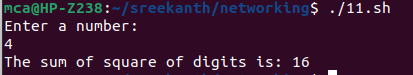 mca@HP-Z238:~/sreekanth/networking$ ./11.sh
Enter a number:
4
The sum of square of digits is: 16